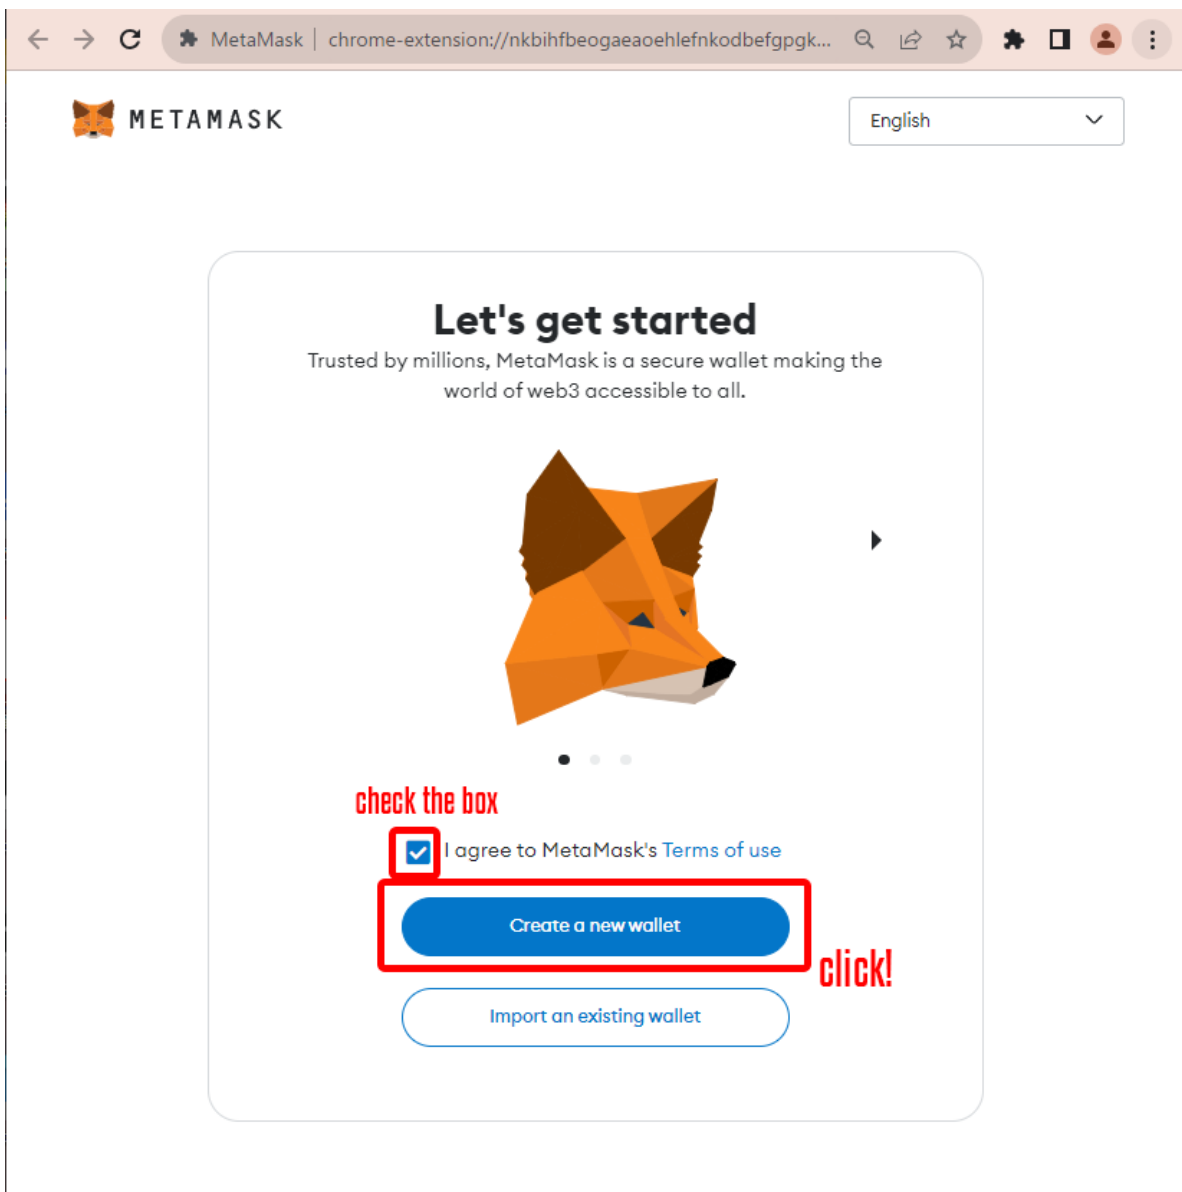 MetaMask | chrome-extension://nkbihfbeogaeaoehlefnkodbefgpgk...
METAMASK
English
Let's get started
Trusted by millions, MetaMask is a secure wallet making the
world of web3 accessible to all.
check the box
I agree to MetaMask's Terms of use
Create a new wallet
click!
Import an existing wallet